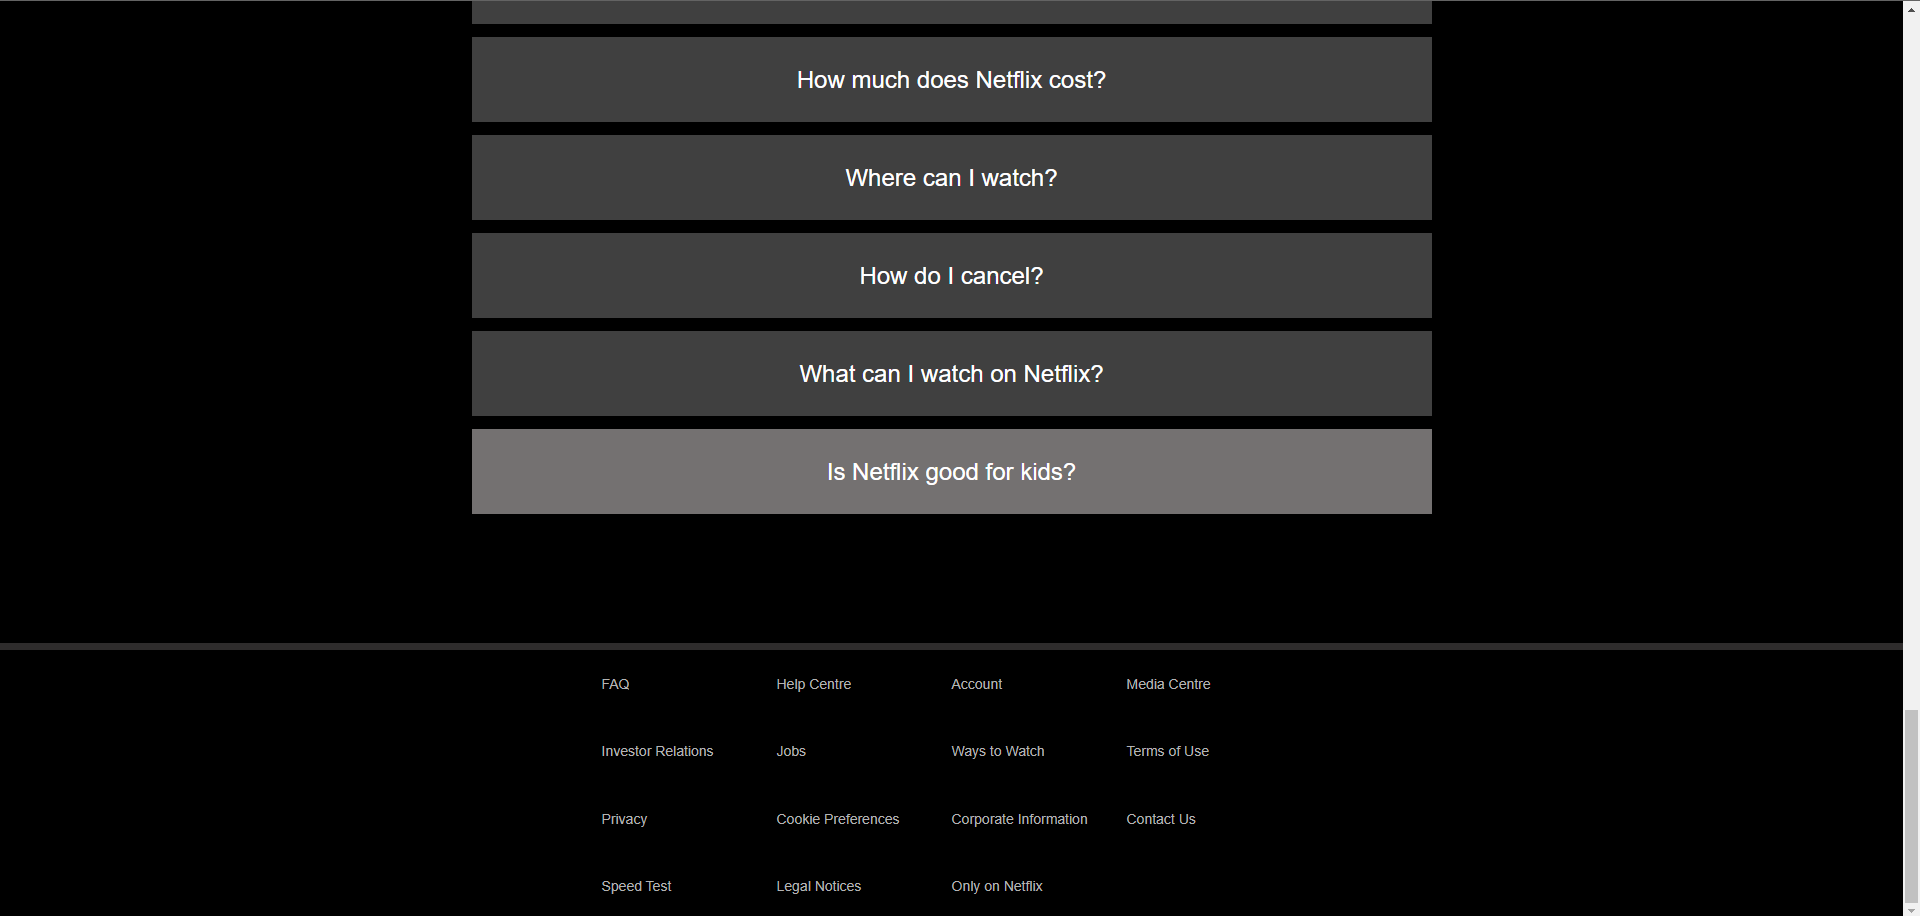 How much does Netflix cost?
Where can I watch?
How do I cancel?
What can I watch on Netflix?
Is Netflix good for kids?
FAQ Help Centre Account Media Centre
Investor Relations Jobs Ways to Watch Terms of Use
Privacy Cookie Preferences Corporate Information Contact Us
Speed Test Legal Notices Only on Netflix